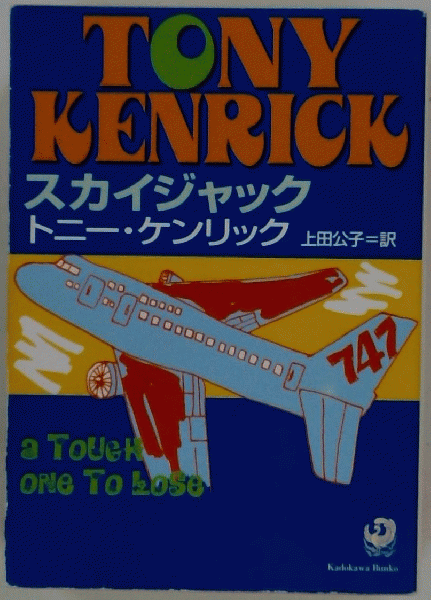 TONY
KENRICK
スカイジャック
トニー・ケンリック 上田公子=訳
747
a TOUGH
ONE TO LOSE
Kadokawa Bunko